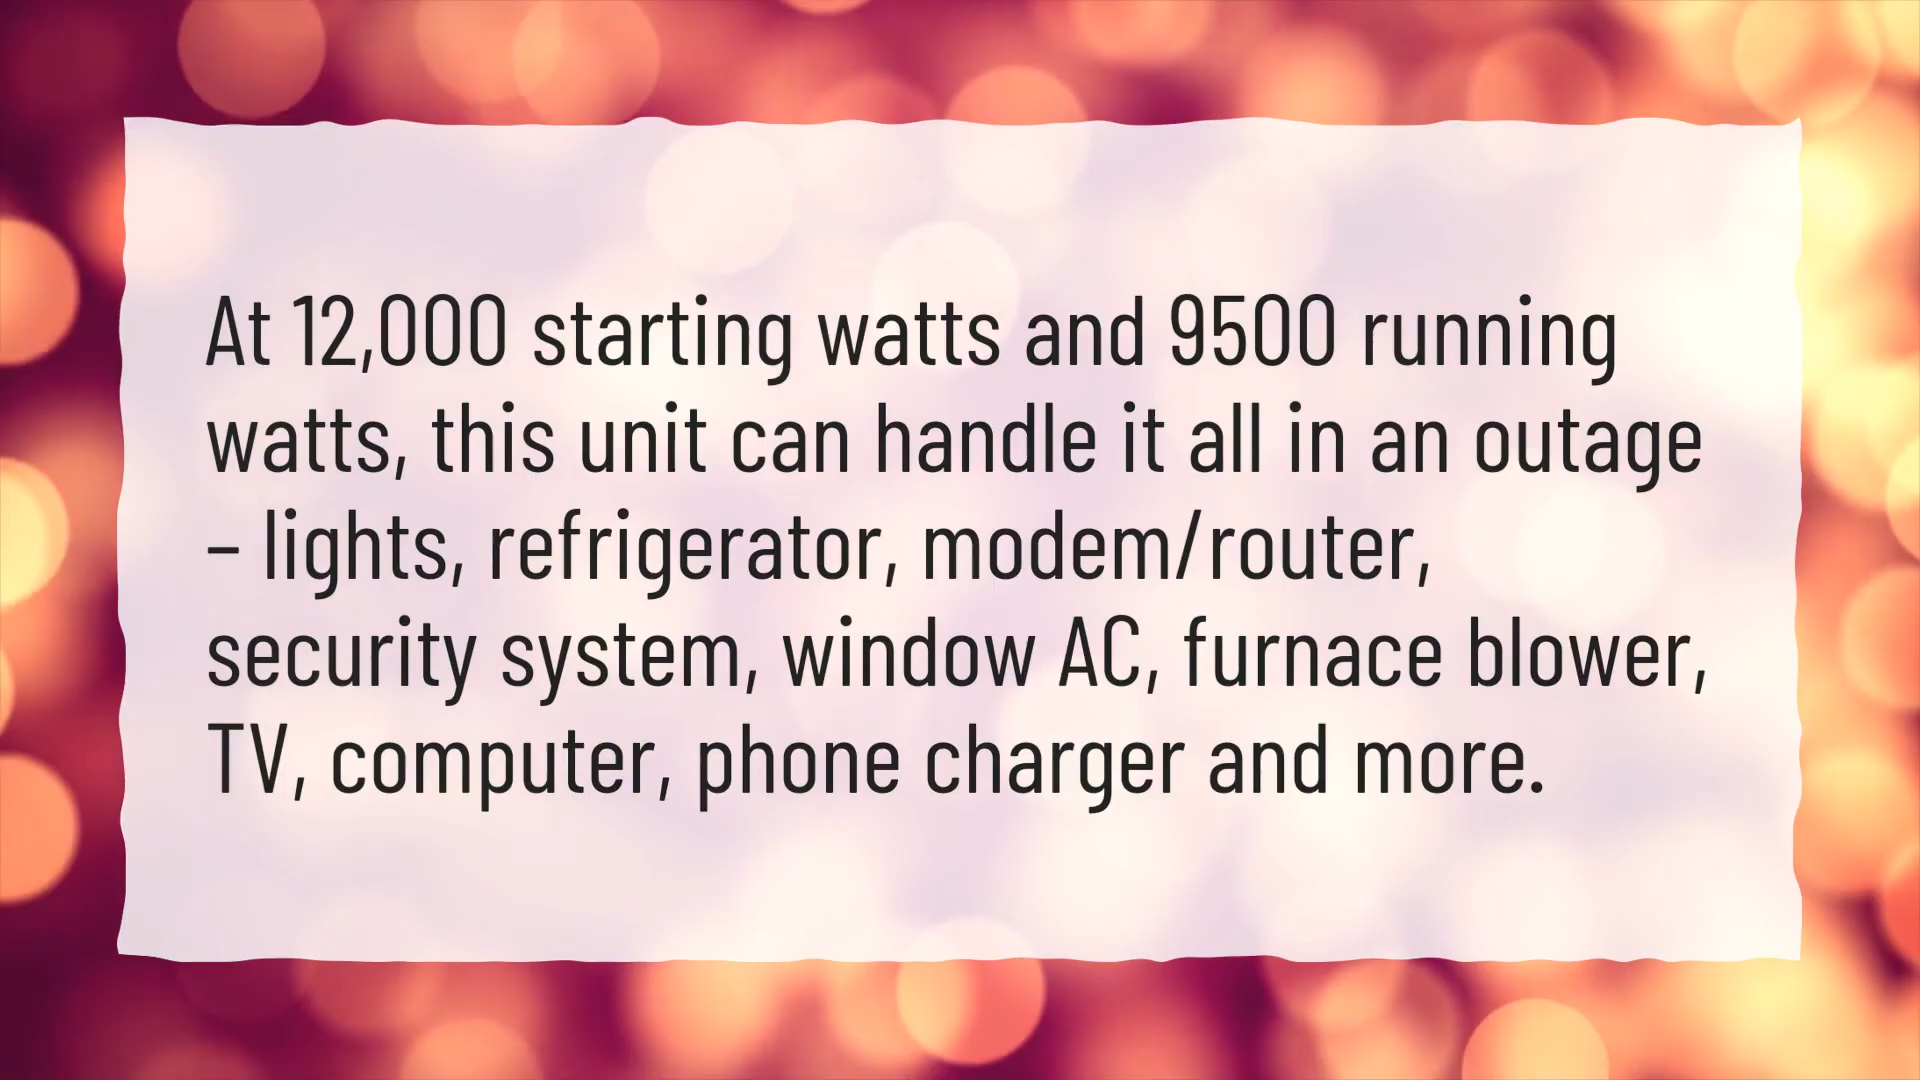 At 12,000 starting watts and 9500 running
watts, this unit can handle it all in an outage
– lights, refrigerator, modem/router,
security system, window AC, furnace blower,
TV, computer, phone charger and more.